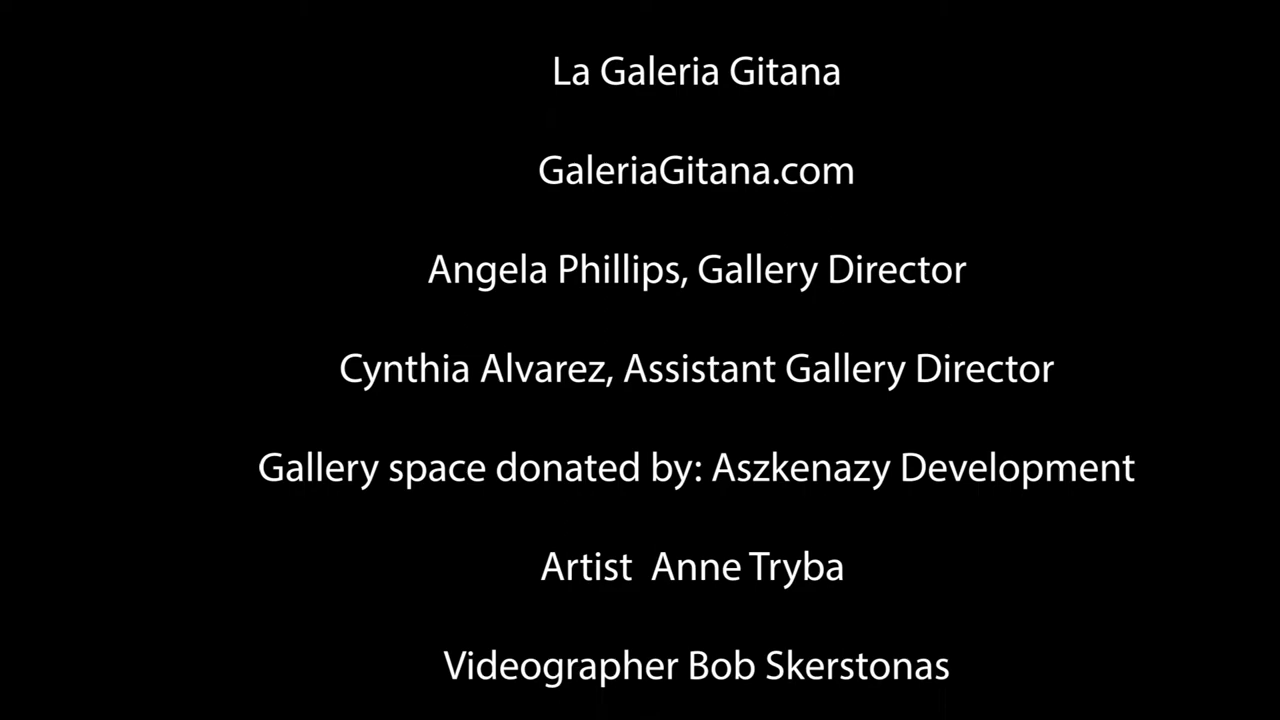 La Galeria Gitana
GaleriaGitana.com
Angela Phillips, Gallery Director
Cynthia Alvarez, Assistant Gallery Director
Gallery space donated by: Aszkenazy Development
Artist  Anne Tryba
Videographer Bob Skerstonas